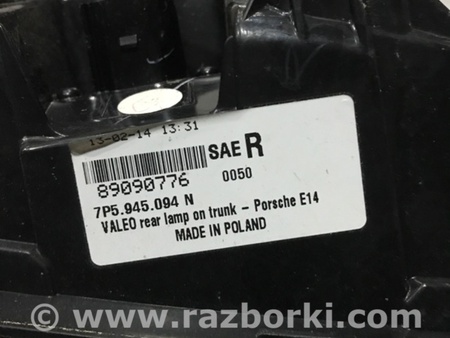 13-02-14 13:31
SAE R
89090776
0050
7P5.945.094 N
VALEO rear lamp on trunk - Porsche E14
MADE IN POLAND
www.razborki.com